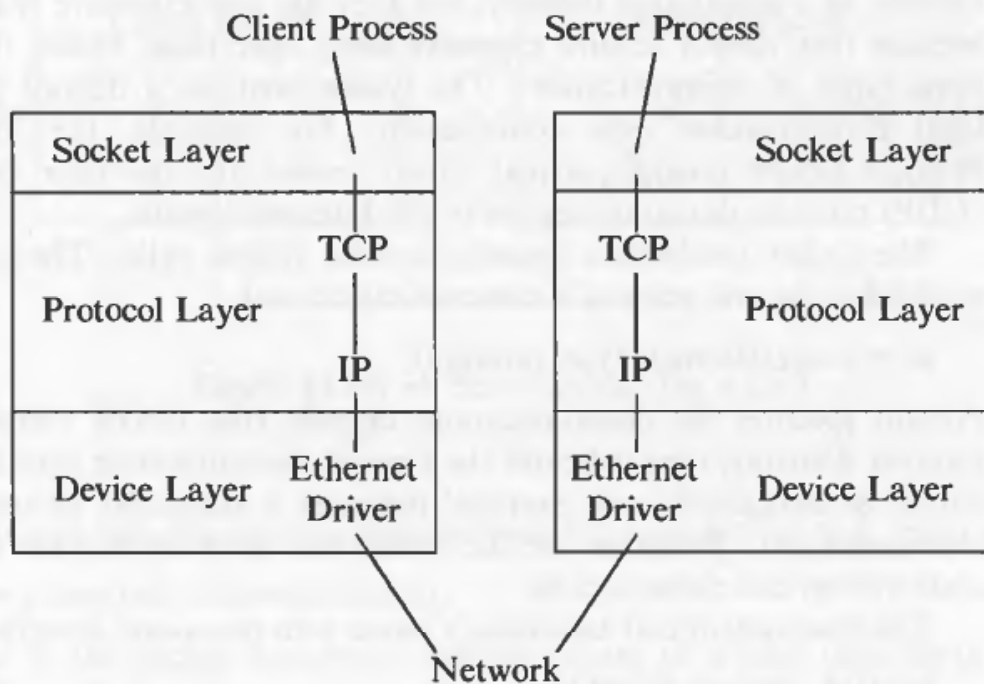 Client Process
Server Process
Socket Layer
Socket Layer
TCP
TCP
Protocol Layer
Protocol Layer
IP
IP
Ethernet
Driver
Ethernet
Driver
Device Layer
Device Layer
Network